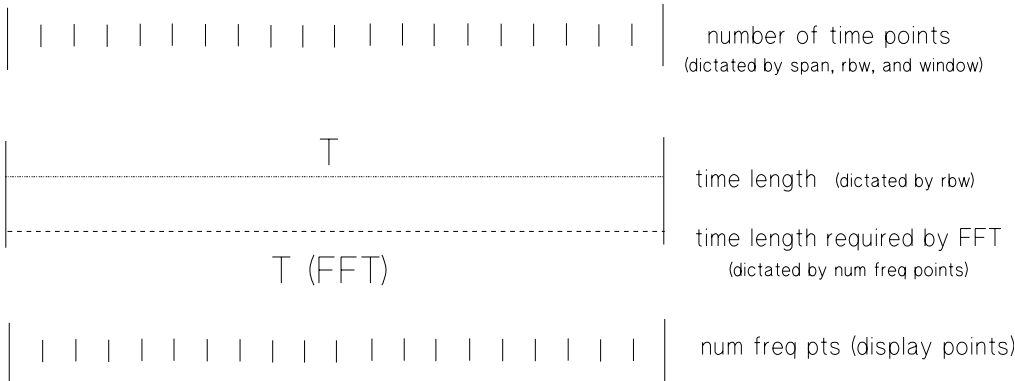 number of time points
(dictated by span, rbw, and window)
T
time length (dictated by rbw)
time length required by FFT
(dictated by num freq points)
T (FFT)
num freq pts (display points)